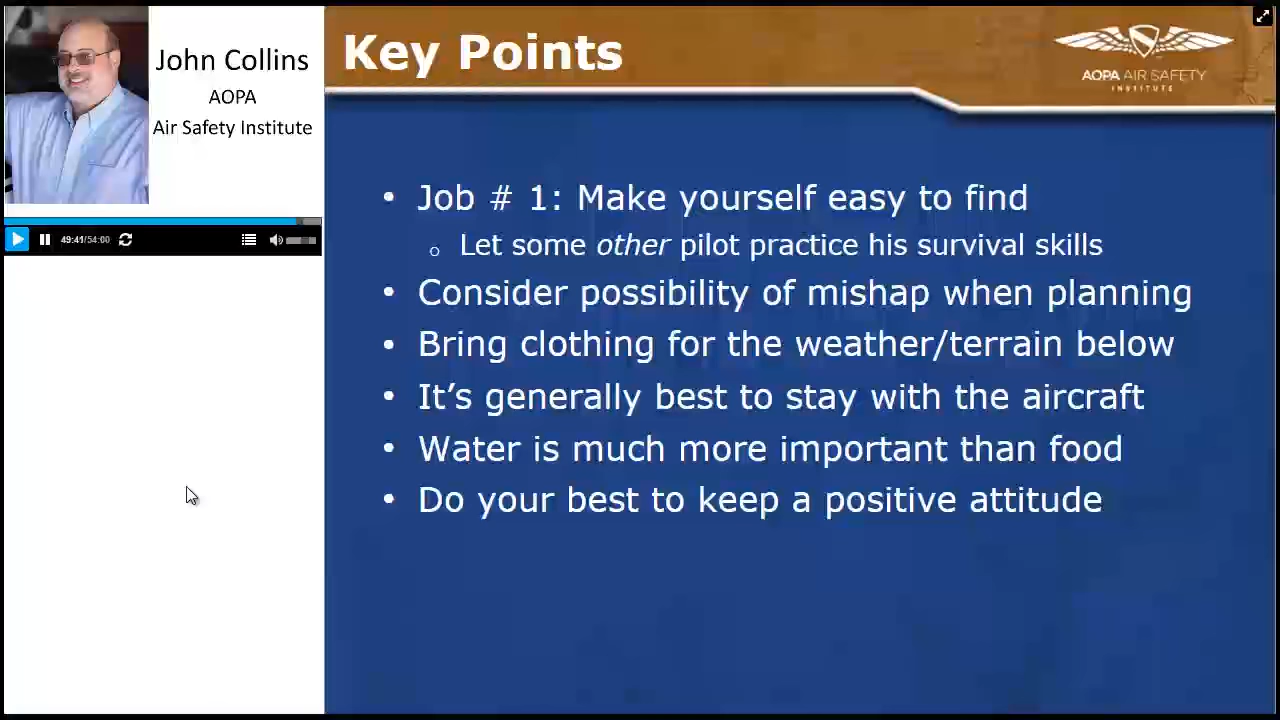 John Collins
AOPA
Air Safety Institute
49:41/54:00
Key Points
AOPA AIR SAFETY
INSTITUTE
• Job # 1: Make yourself easy to find
o Let some other pilot practice his survival skills
• Consider possibility of mishap when planning
• Bring clothing for the weather/terrain below
• It’s generally best to stay with the aircraft
• Water is much more important than food
• Do your best to keep a positive attitude